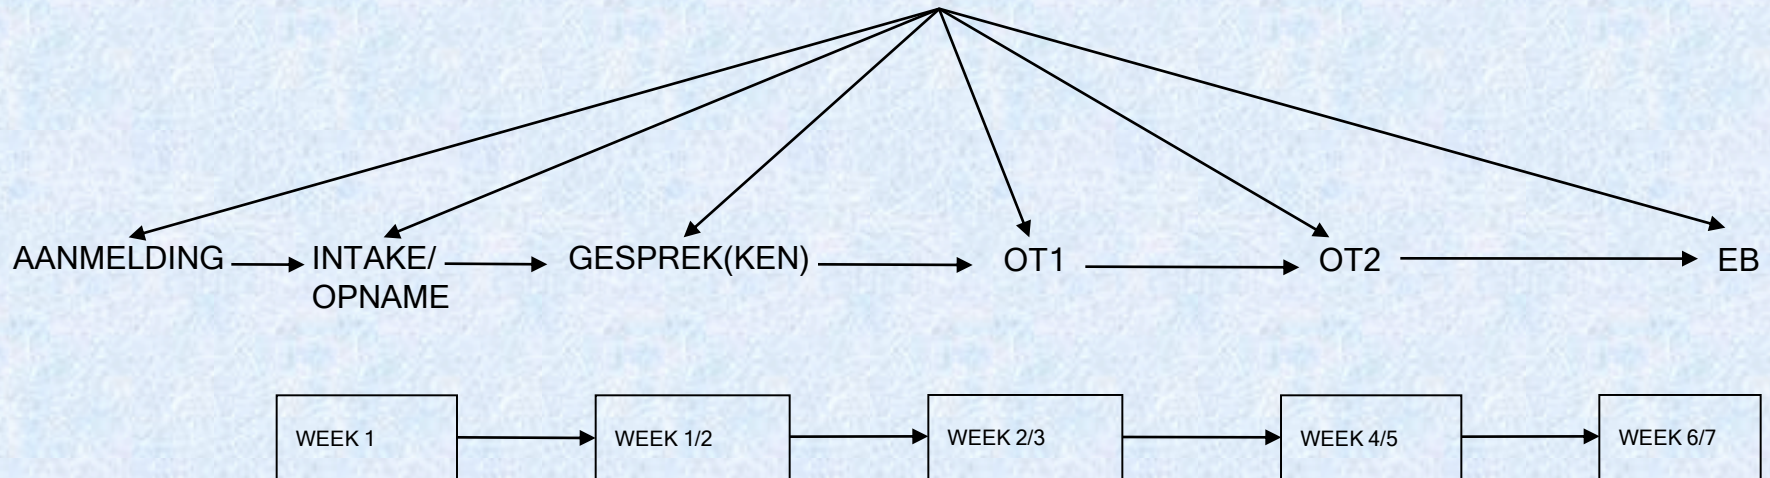 AANMELDING
INTAKE/
OPNAME
GESPREK(KEN)
OT1
OT2
EB
WEEK 1
WEEK 1/2
WEEK 2/3
WEEK 4/5
WEEK 6/7